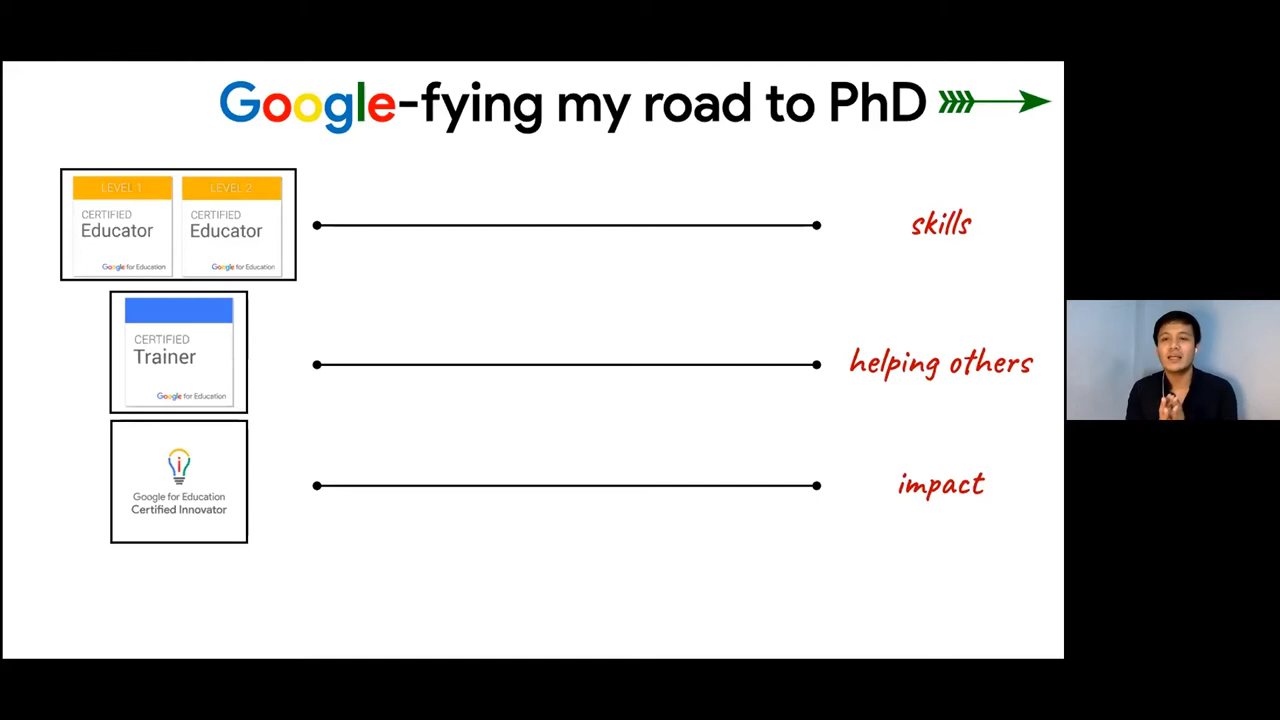 Google-fying my road to PhD
LEVEL 1
CERTIFIED
Educator
Google for Education
LEVEL 2
CERTIFIED
Educator
Google for Education
skills
CERTIFIED
Trainer
Google for Education
helping others
Google for Education
Certified Innovator
impact